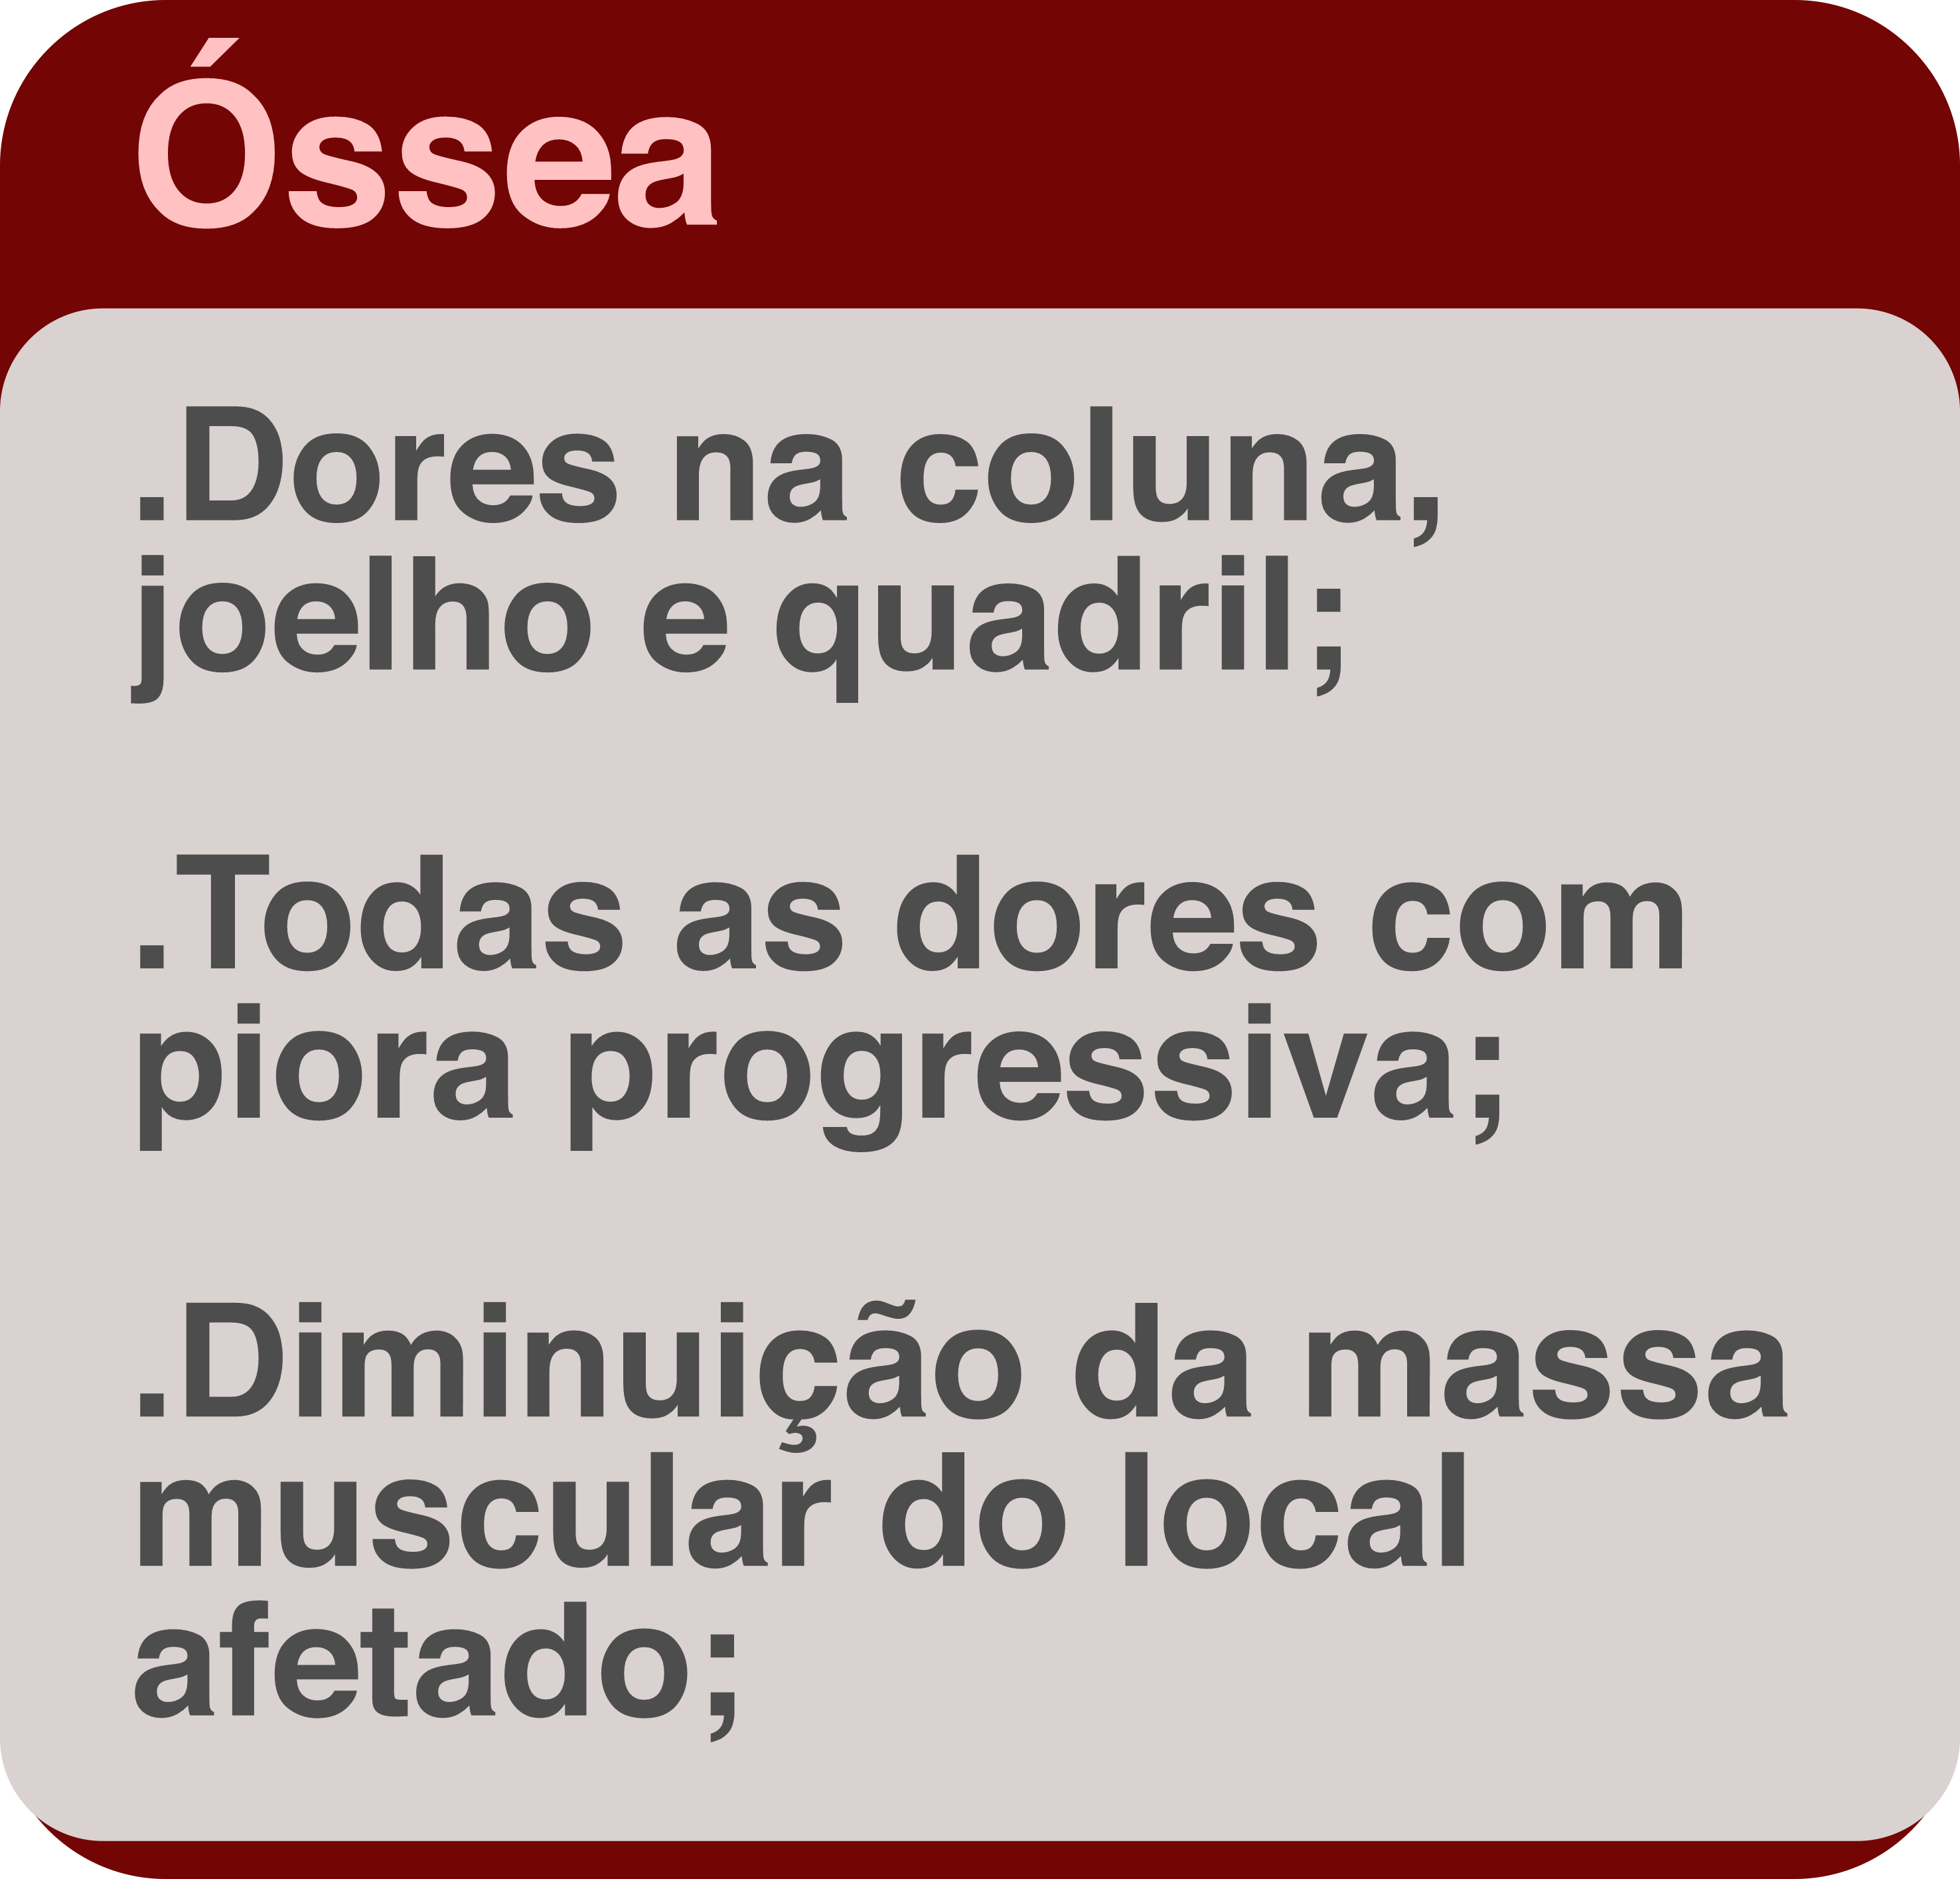 Óssea
.Dores na coluna,
joelho e quadril;
.Todas as dores com
piora progressiva;
.Diminuição da massa
muscular do local
afetado;